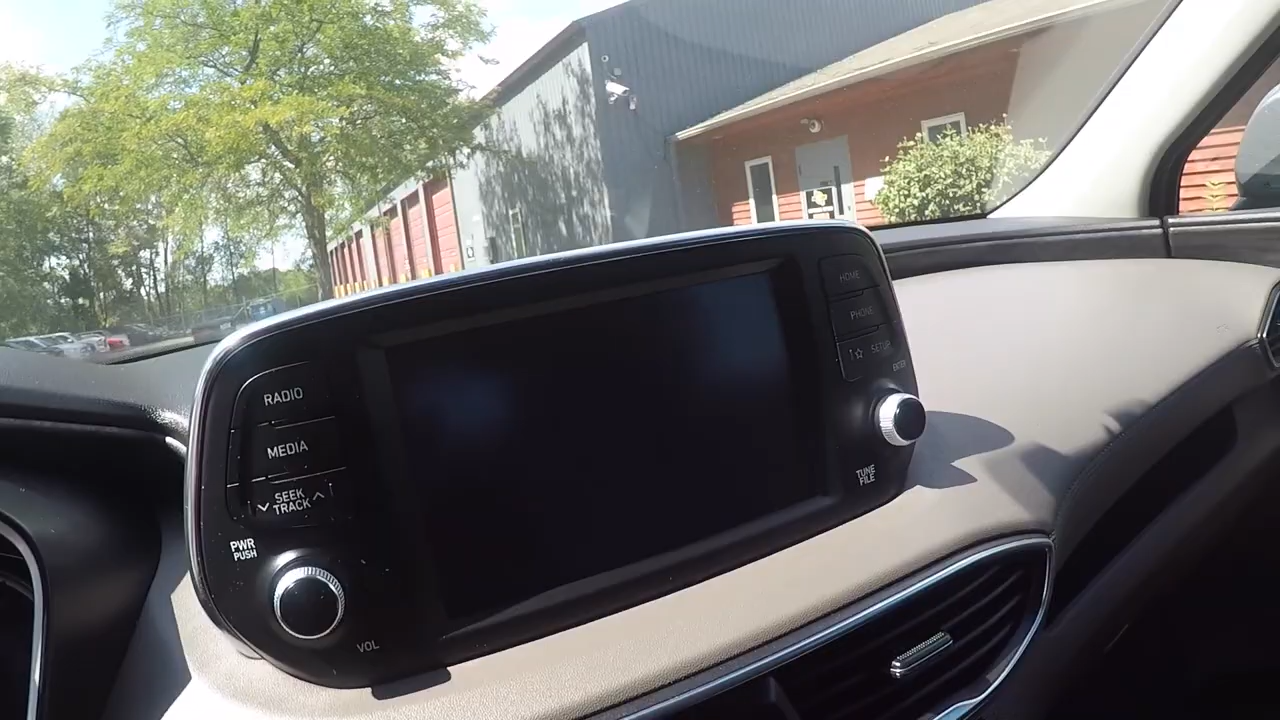 RADIO
MEDIA
SEEK
TRACK
PWR
PUSH
VOL
HOME
PHONE
SETUP
ENTER
TUNE
FILE